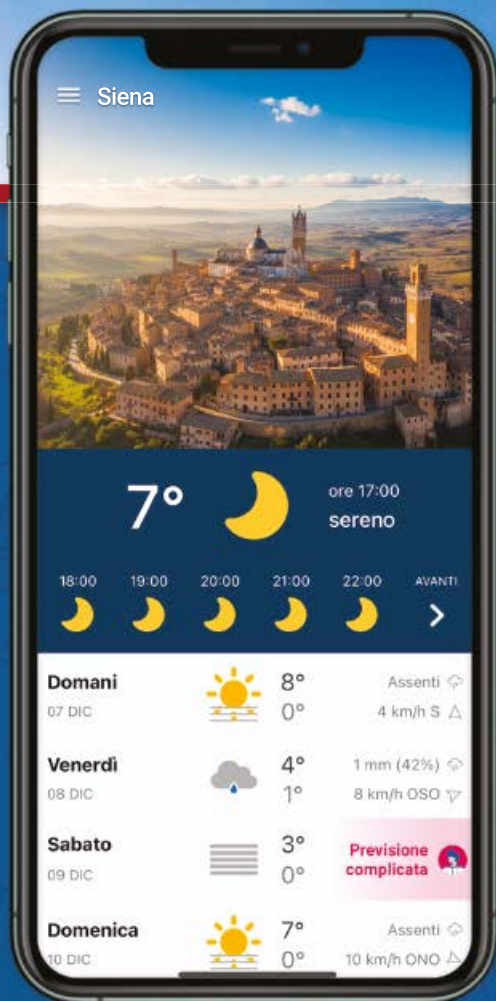 Siena
7°
ore 17:00
sereno
18:00 19:00 20:00 21:00 22:00 AVANTI
Domani 8° Assenti
07 DIC 0° 4 km/h S
Venerdì 4° 1 mm (42%)
08 DIC 1° 8 km/h OSO
Sabato 3° Previsione
09 DIC 0° complicata
Domenica 7° Assenti
10 DIC 0° 10 km/h ONO